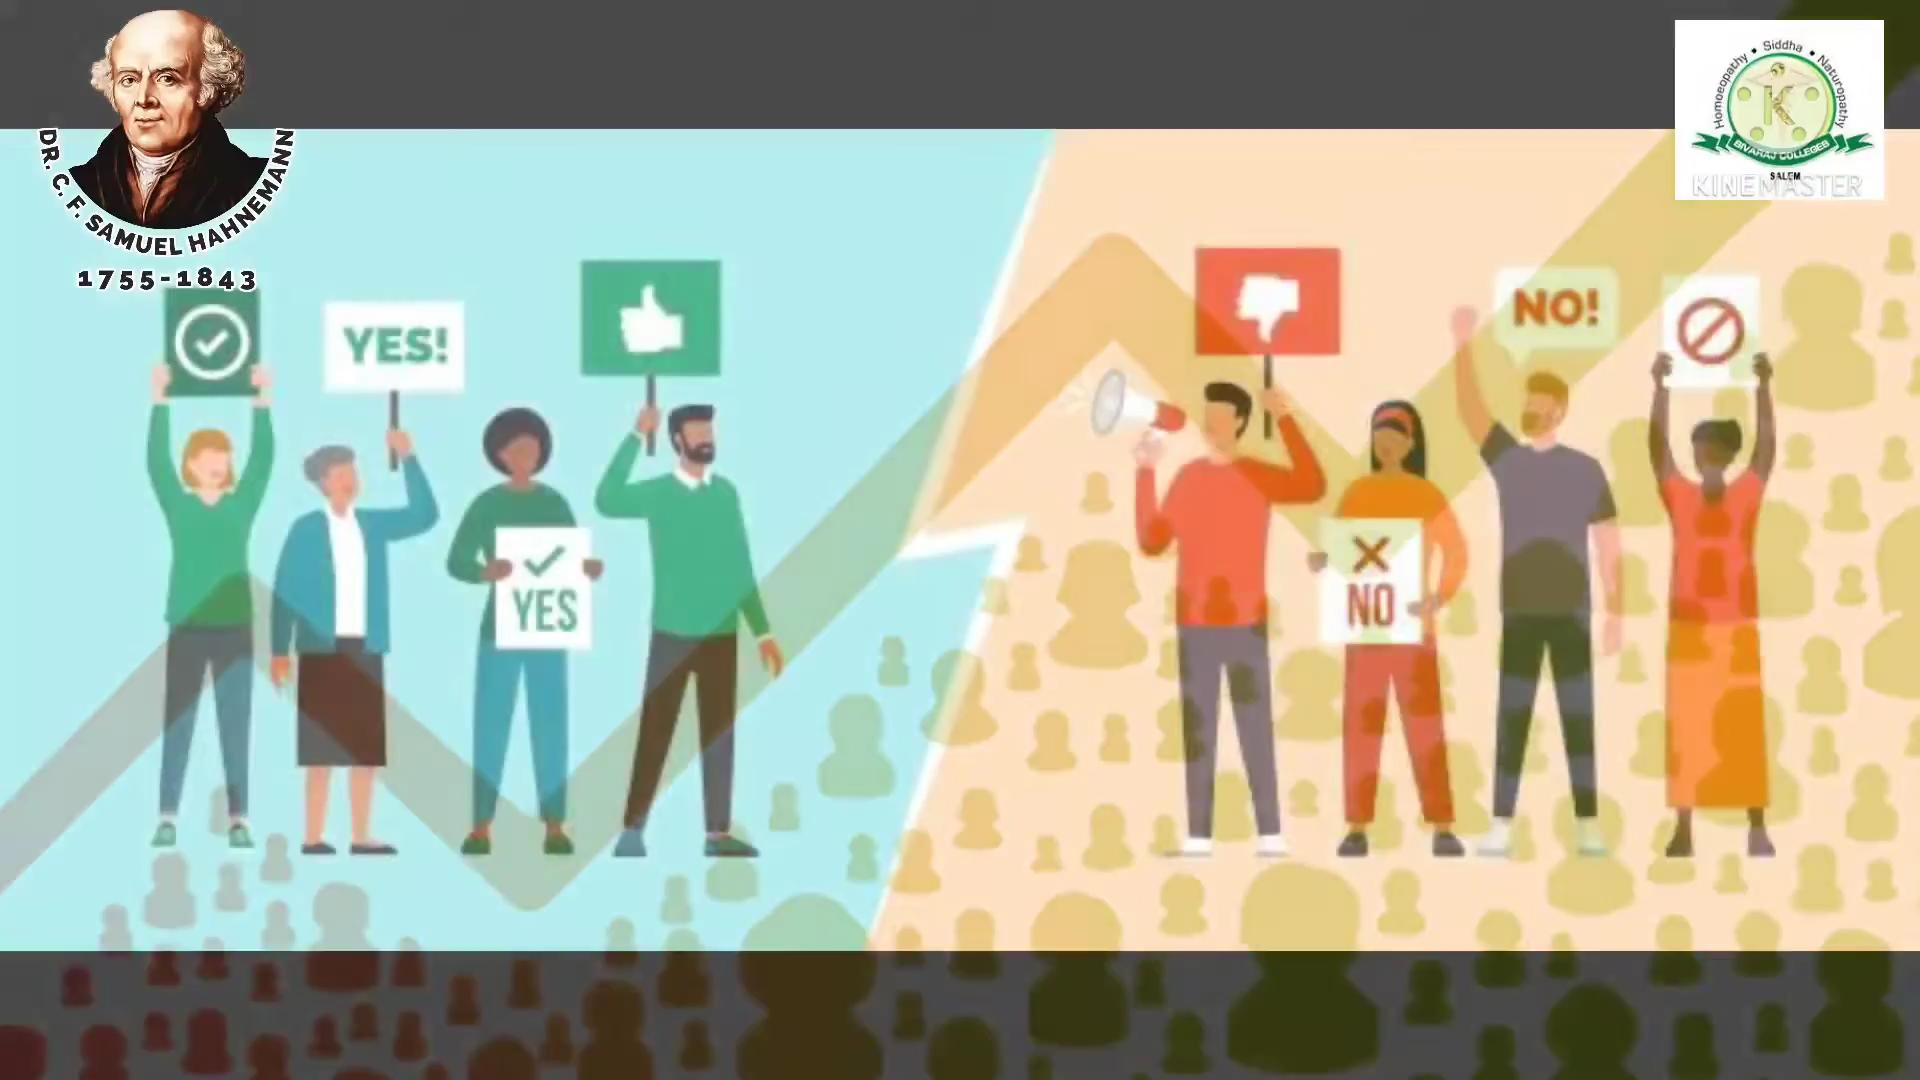 DR. C. F. SAMUEL HAHNEMANN
1755-1843
Homoeopathy • Siddha • Naturopathy
K
SIVARAJ COLLEGES
SALEM
KINEMASTER
YES!
YES
NO!
NO